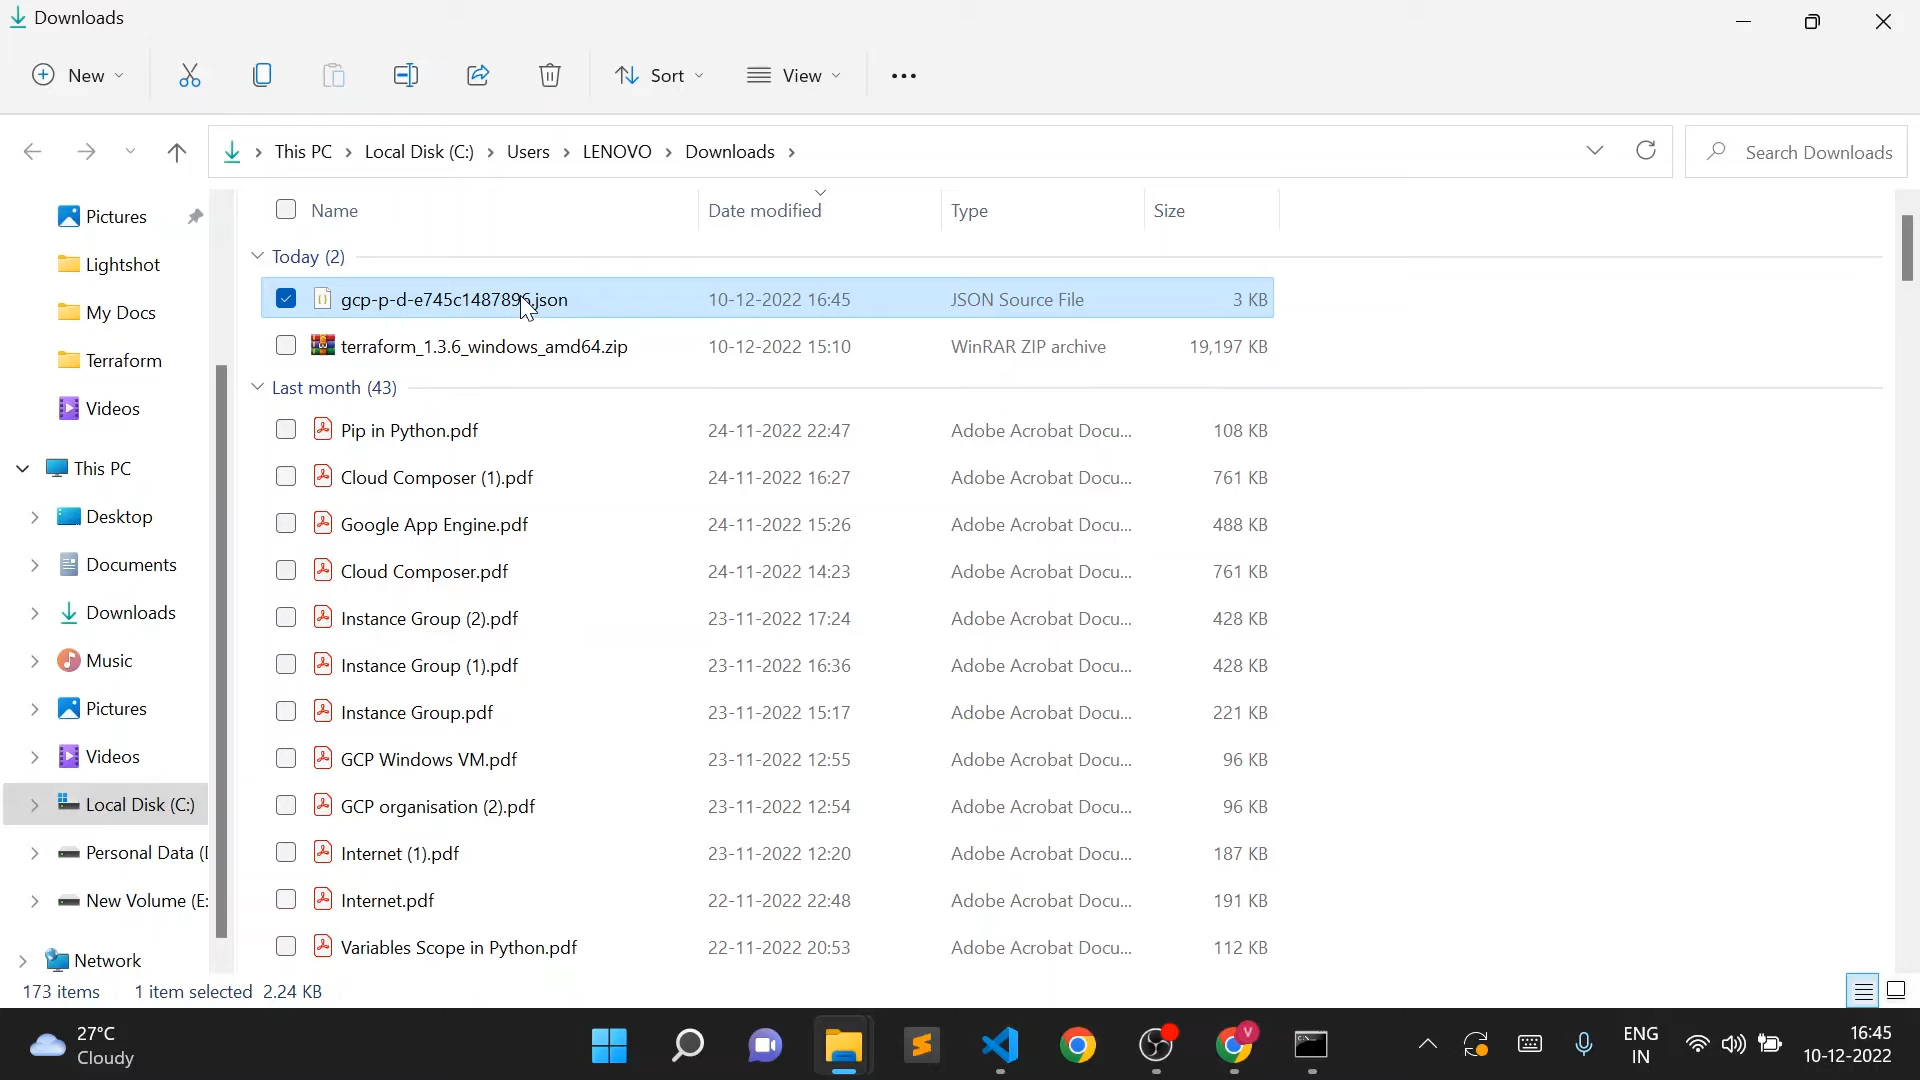 Downloads
New
Sort
View
This PC
Local Disk (C:)
Users
LENOVO
Downloads
Search Downloads
Pictures
Lightshot
My Docs
Terraform
Videos
This PC
Desktop
Documents
Downloads
Music
Pictures
Videos
Local Disk (C:)
Personal Data (
New Volume (E:
Network
Name Date modified Type Size
Today (2)
gcp-p-d-e745c1487896.json 10-12-2022 16:45 JSON Source File 3 KB
terraform_1.3.6_windows_amd64.zip 10-12-2022 15:10 WinRAR ZIP archive 19,197 KB
Last month (43)
Pip in Python.pdf 24-11-2022 22:47 Adobe Acrobat Docu... 108 KB
Cloud Composer (1).pdf 24-11-2022 16:27 Adobe Acrobat Docu... 761 KB
Google App Engine.pdf 24-11-2022 15:26 Adobe Acrobat Docu... 488 KB
Cloud Composer.pdf 24-11-2022 14:23 Adobe Acrobat Docu... 761 KB
Instance Group (2).pdf 23-11-2022 17:24 Adobe Acrobat Docu... 428 KB
Instance Group (1).pdf 23-11-2022 16:36 Adobe Acrobat Docu... 428 KB
Instance Group.pdf 23-11-2022 15:17 Adobe Acrobat Docu... 221 KB
GCP Windows VM.pdf 23-11-2022 12:55 Adobe Acrobat Docu... 96 KB
GCP organisation (2).pdf 23-11-2022 12:54 Adobe Acrobat Docu... 96 KB
Internet (1).pdf 23-11-2022 12:20 Adobe Acrobat Docu... 187 KB
Internet.pdf 22-11-2022 22:48 Adobe Acrobat Docu... 191 KB
Variables Scope in Python.pdf 22-11-2022 20:53 Adobe Acrobat Docu... 112 KB
173 items 1 item selected 2.24 KB
27°C
Cloudy
V
ENG
IN
16:45
10-12-2022